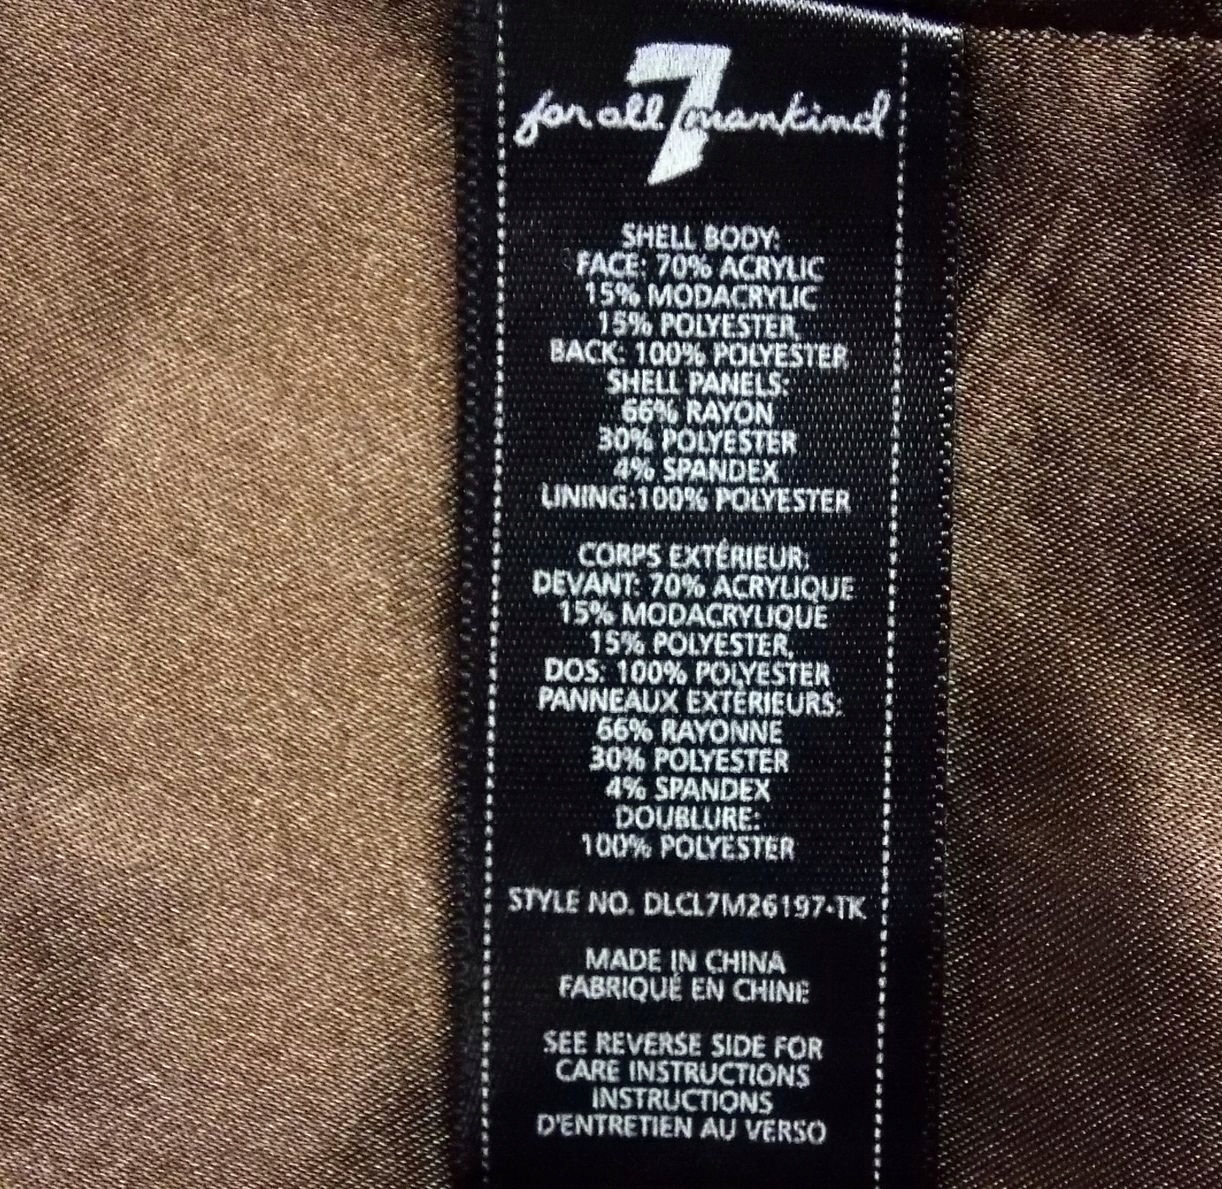 7
for all mankind
SHELL BODY:
FACE: 70% ACRYLIC
15% MODACRYLIC
15% POLYESTER,
BACK: 100% POLYESTER
SHELL PANELS:
66% RAYON
30% POLYESTER
4% SPANDEX
LINING:100% POLYESTER
CORPS EXTÉRIEUR:
DEVANT: 70% ACRYLIQUE
15% MODACRYLIQUE
15% POLYESTER,
DOS: 100% POLYESTER
PANNEAUX EXTÉRIEURS:
66% RAYONNE
30% POLYESTER
4% SPANDEX
DOUBLURE:
100% POLYESTER
STYLE NO. DLCL7M26197-TK
MADE IN CHINA
FABRIQUÉ EN CHINE
SEE REVERSE SIDE FOR
CARE INSTRUCTIONS
INSTRUCTIONS
D'ENTRETIEN AU VERSO